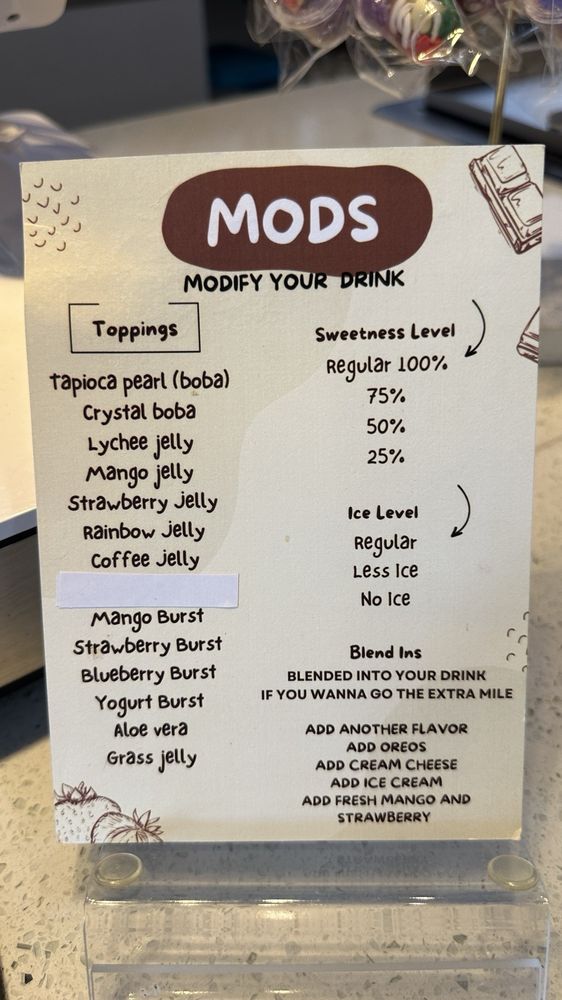 MODS
MODIFY YOUR DRINK
Toppings
Tapioca pearl (boba)
Crystal boba
Lychee jelly
Mango jelly
Strawberry Jelly
Rainbow Jelly
Coffee jelly
Mango Burst
Strawberry Burst
Blueberry Burst
Yogurt Burst
Aloe vera
Grass jelly
Sweetness Level
Regular 100%
75%
50%
25%
Ice Level
Regular
Less Ice
No Ice
Blend Ins
BLENDED INTO YOUR DRINK
IF YOU WANNA GO THE EXTRA MILE
ADD ANOTHER FLAVOR
ADD OREOS
ADD CREAM CHEESE
ADD ICE CREAM
ADD FRESH MANGO AND
STRAWBERRY